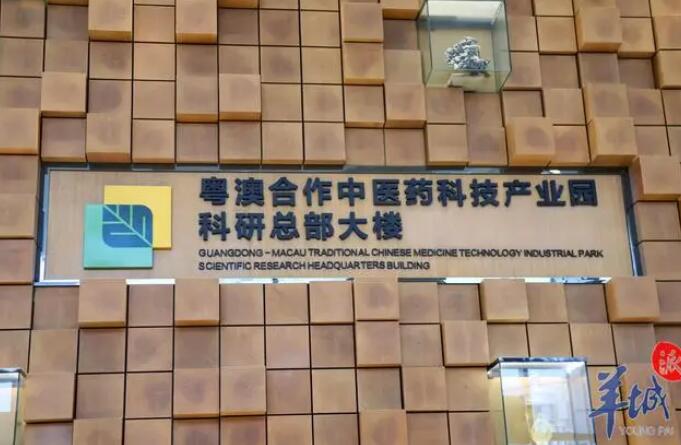 粤澳合作中医药科技产业园
科研总部大楼
GUANGDONG – MACAU TRADITIONAL CHINESE MEDICINE TECHNOLOGY INDUSTRIAL PARK
SCIENTIFIC RESEARCH HEADQUARTERS BUILDING
羊城派
YOUNG PAI